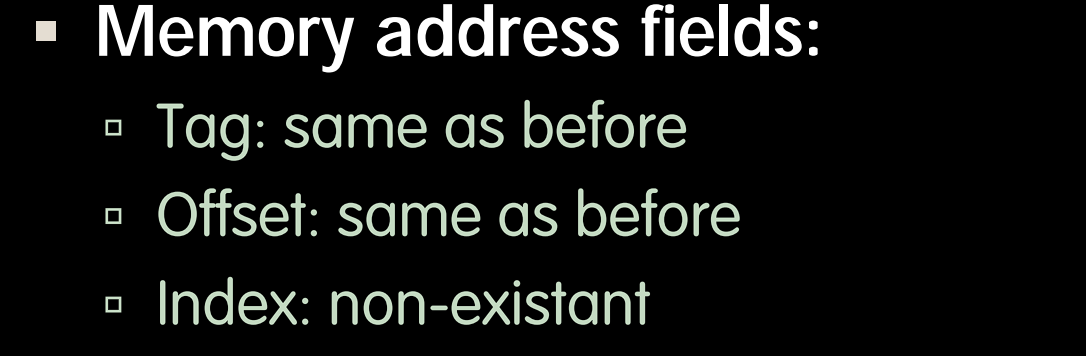 Memory address fields:
Tag: same as before
Offset: same as before
Index: non-existant